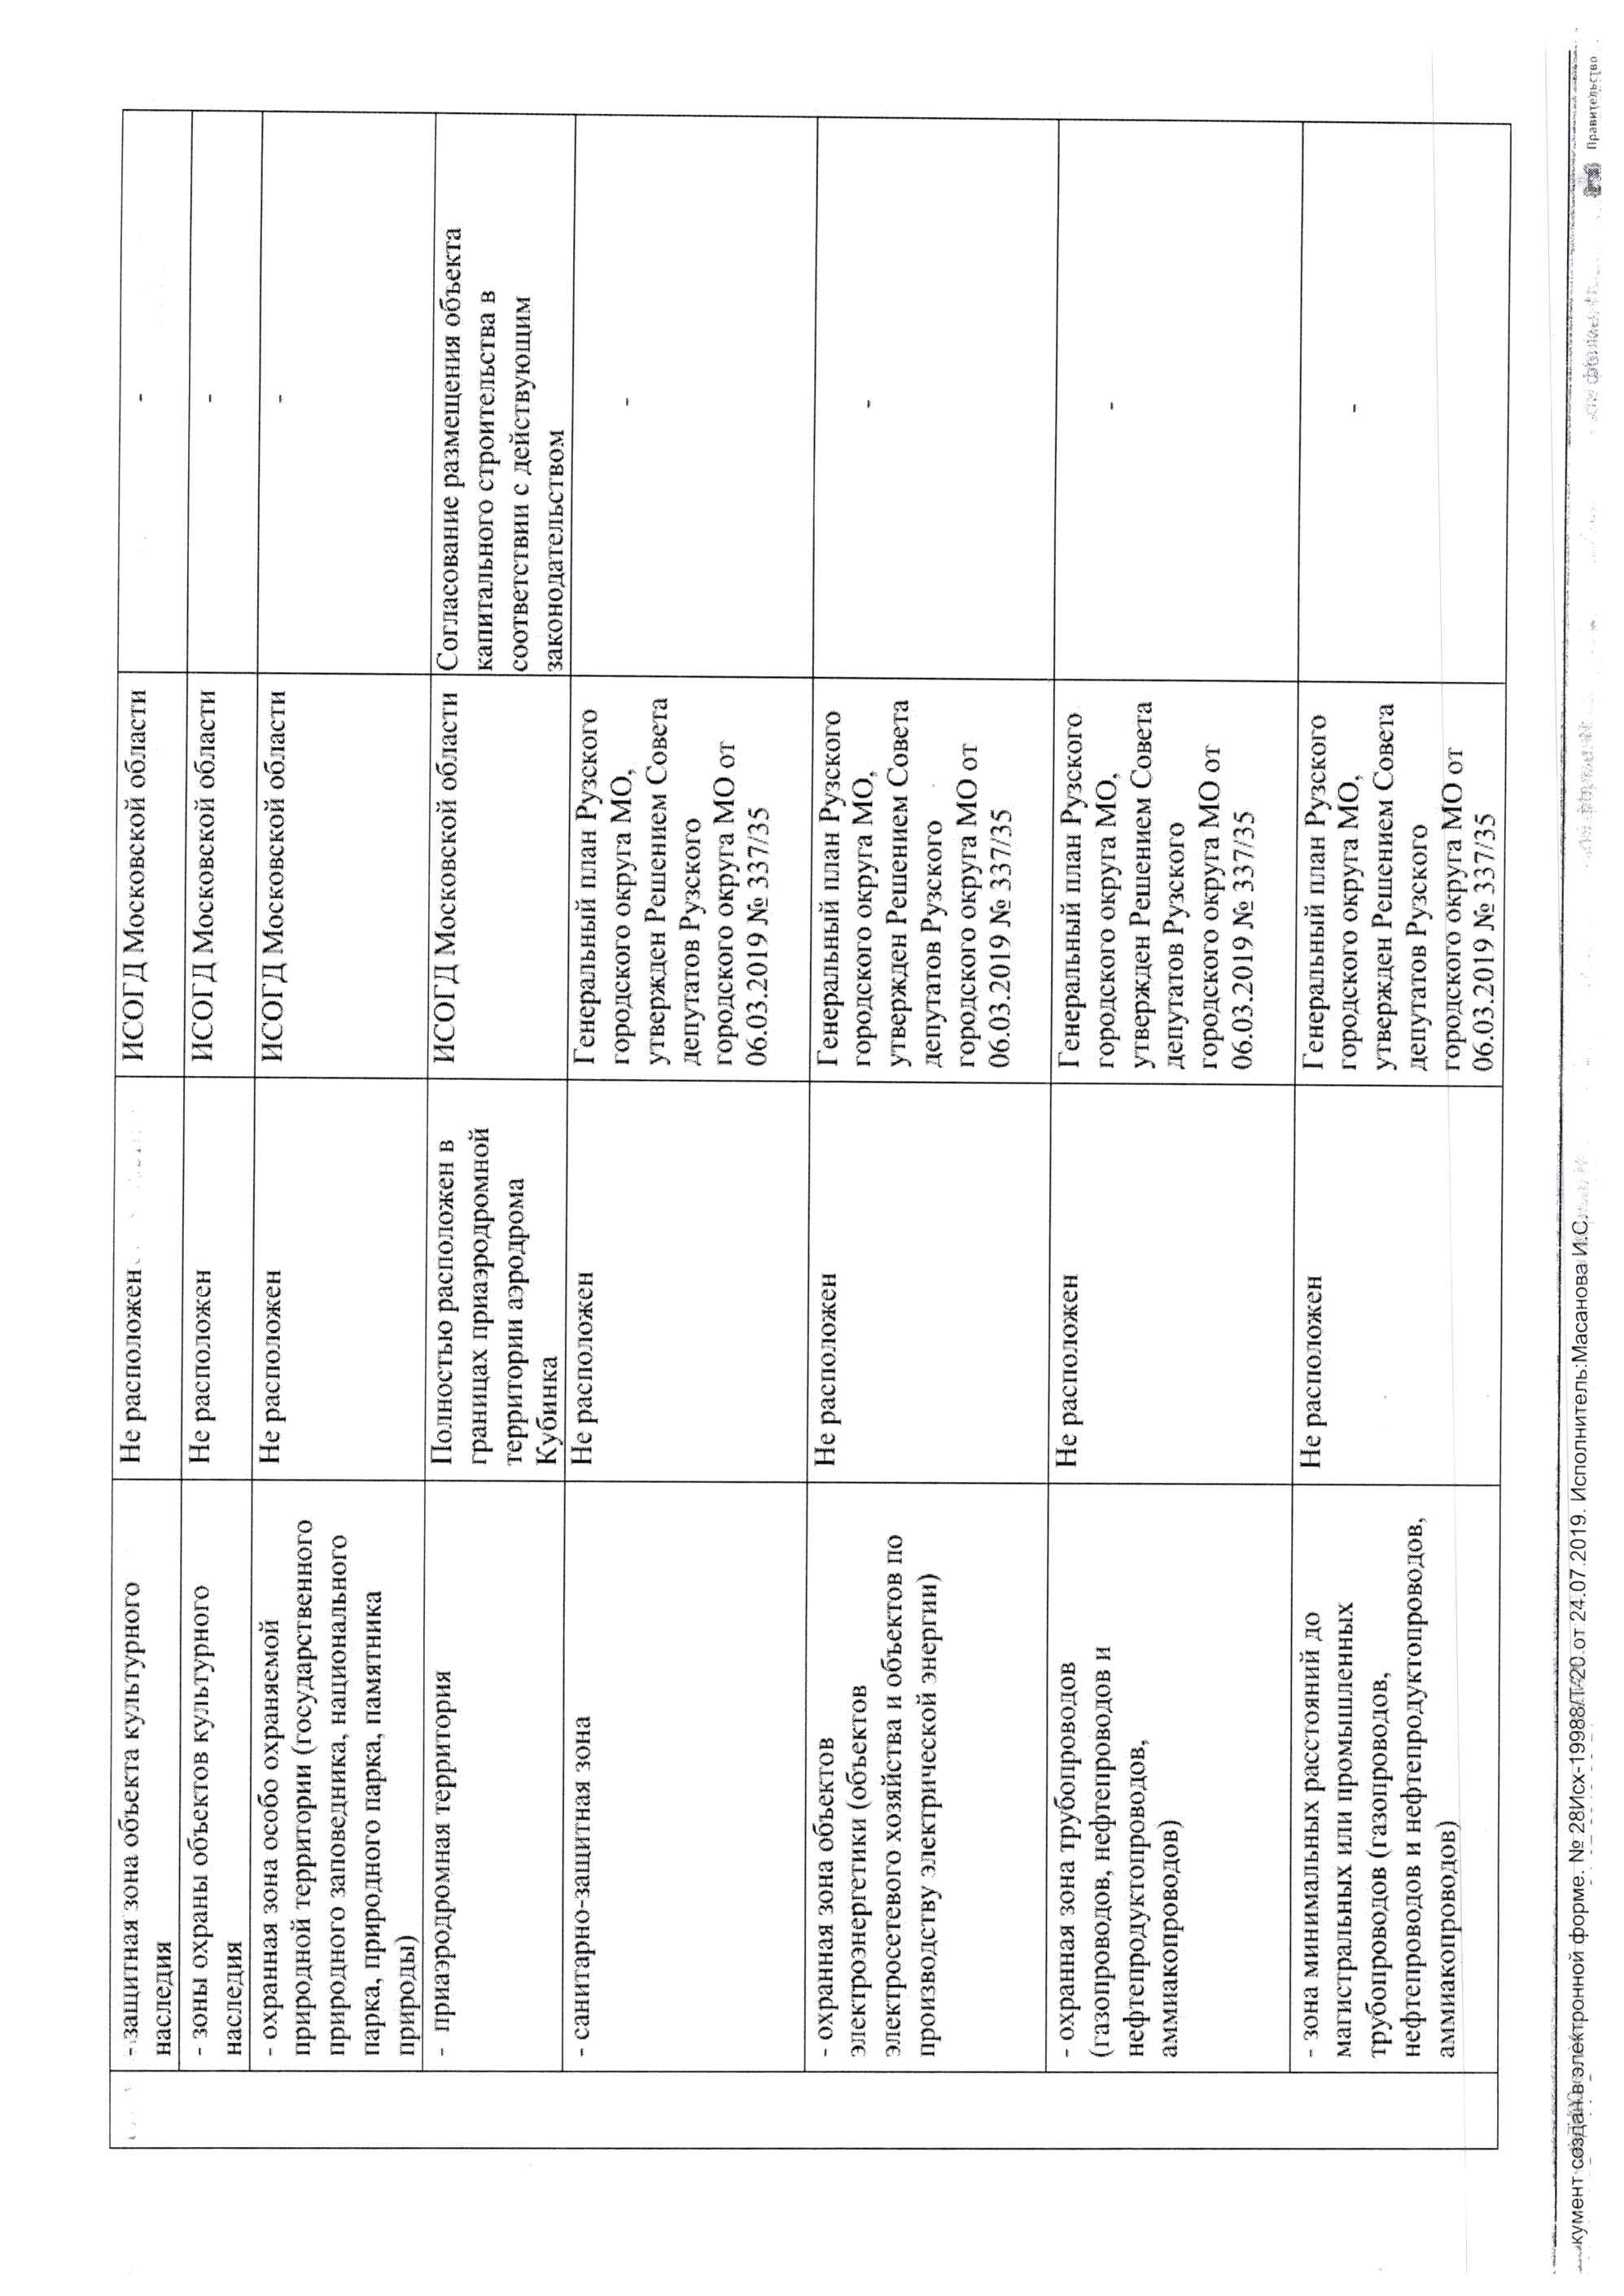 - защитная зона объекта культурного
наследия
Не расположен
ИСОГД Московской области
-
- зоны охраны объектов культурного
наследия
Не расположен
ИСОГД Московской области
-
- охранная зона особо охраняемой
природной территории (государственного
природного заповедника, национального
парка, природного парка, памятника
природы)
Не расположен
ИСОГД Московской области
-
- приаэродромная территория
Полностью расположен в
границах приаэродромной
территории аэродрома
Кубинка
ИСОГД Московской области
Согласование размещения объекта
капитального строительства в
соответствии с действующим
законодательством
- санитарно-защитная зона
Не расположен
Генеральный план Рузского
городского округа МО,
утвержден Решением Совета
депутатов Рузского
городского округа МО от
06.03.2019 № 337/35
-
- охранная зона объектов
электроэнергетики (объектов
электросетевого хозяйства и объектов по
производству электрической энергии)
Не расположен
Генеральный план Рузского
городского округа МО,
утвержден Решением Совета
депутатов Рузского
городского округа МО от
06.03.2019 № 337/35
-
- охранная зона трубопроводов
(газопроводов, нефтепроводов и
нефтепродуктопроводов,
аммиакопроводов)
Не расположен
Генеральный план Рузского
городского округа МО,
утвержден Решением Совета
депутатов Рузского
городского округа МО от
06.03.2019 № 337/35
-
- зона минимальных расстояний до
магистральных или промышленных
трубопроводов (газопроводов,
нефтепроводов и нефтепродуктопроводов,
аммиакопроводов)
Не расположен
Генеральный план Рузского
городского округа МО,
утвержден Решением Совета
депутатов Рузского
городского округа МО от
06.03.2019 № 337/35
-
кумент создан в электронной форме. № 28Исх-19988/Т-20 от 24.07.2019. Исполнитель:Масанова И.С.
Правительство